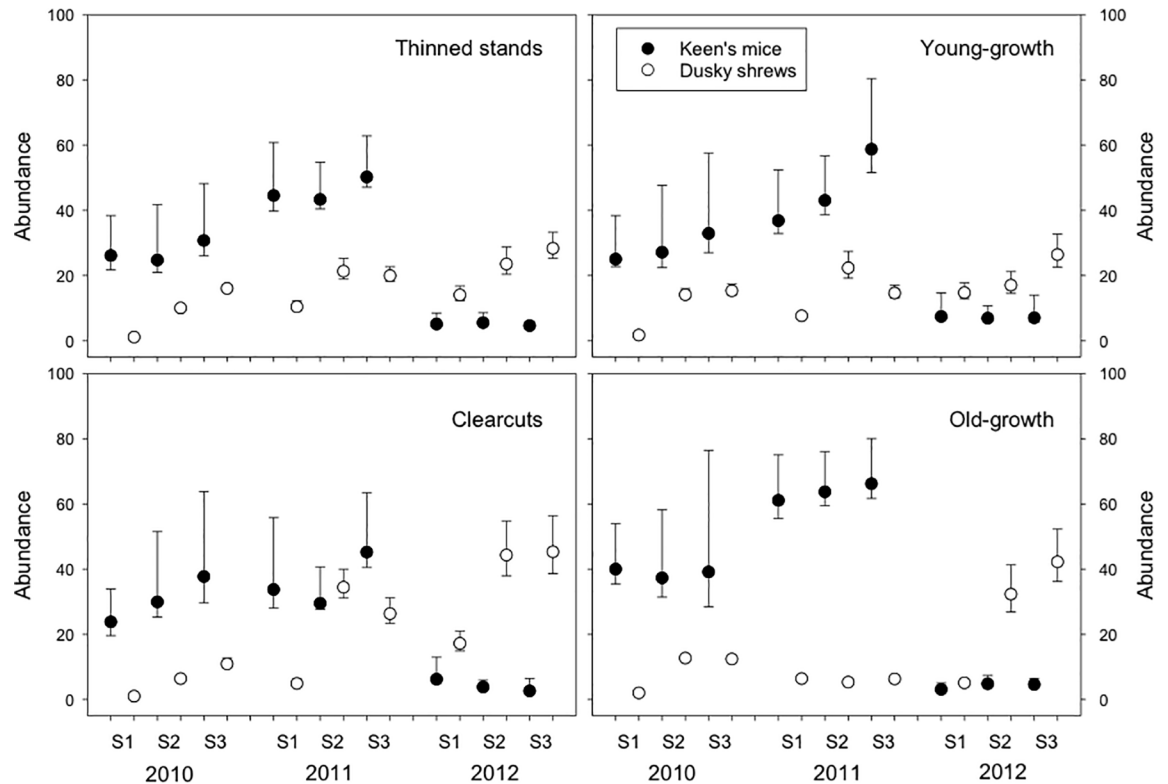 Thinned stands
Abundance
100
80
60
40
20
0
Young-growth
Keen's mice
Dusky shrews
100
80
60
40
20
0
Abundance
Clearcuts
Abundance
100
80
60
40
20
0
Old-growth
100
80
60
40
20
0
Abundance
S1 S2 S3 S1 S2 S3 S1 S2 S3
2010 2011 2012
S1 S2 S3 S1 S2 S3 S1 S2 S3
2010 2011 2012